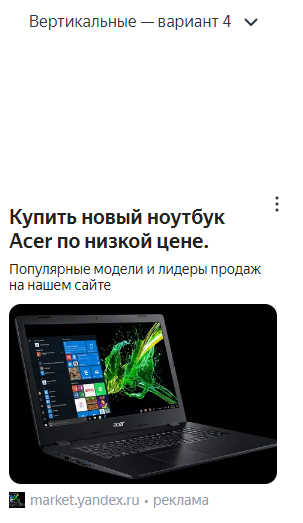 Вертикальные — вариант 4
Купить новый ноутбук
Acer по низкой цене.
Популярные модели и лидеры продаж
на нашем сайте
acer
market.yandex.ru • реклама